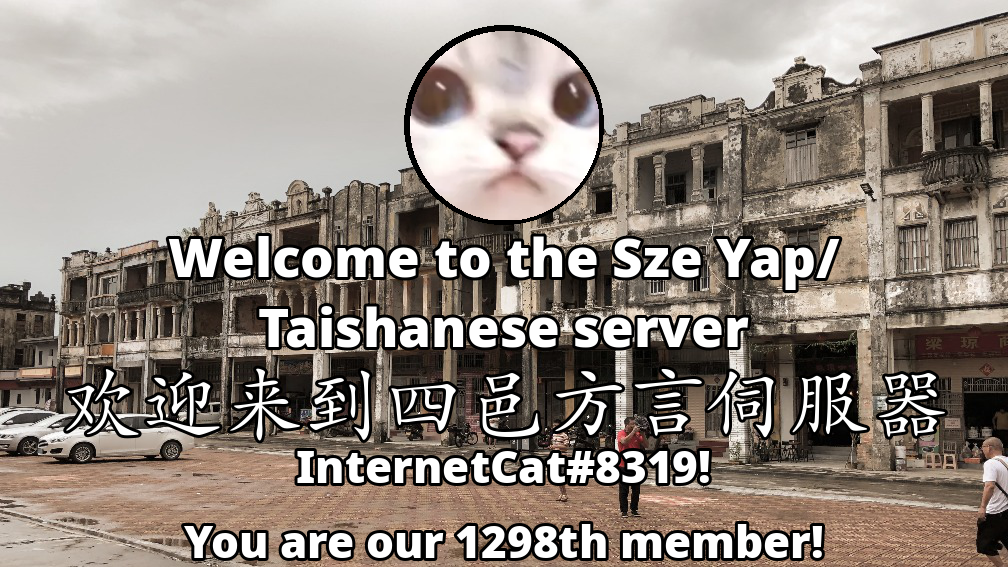 Welcome to the Sze Yap/
Taishanese server
欢迎来到四邑方言伺服器
InternetCat#8319!
You are our 1298th member!